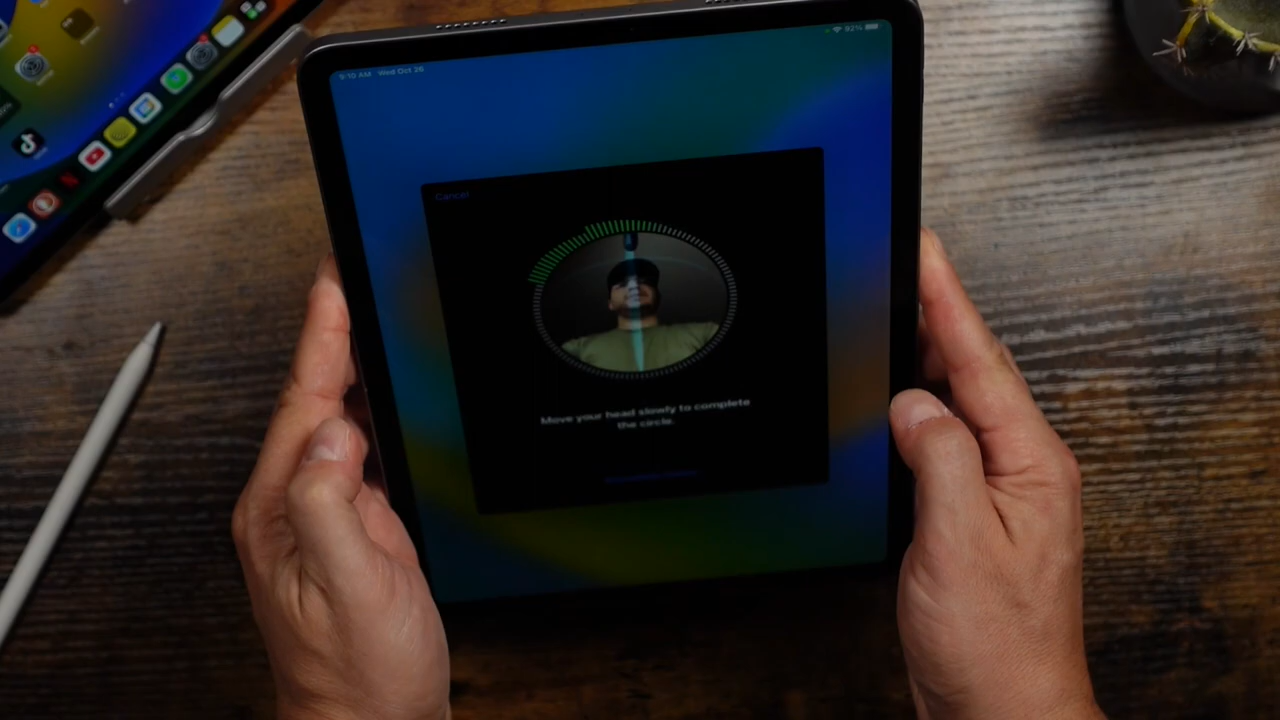 9:10 AM Wed Oct 26
92%
Cancel
Move your head slowly to complete
the circle.